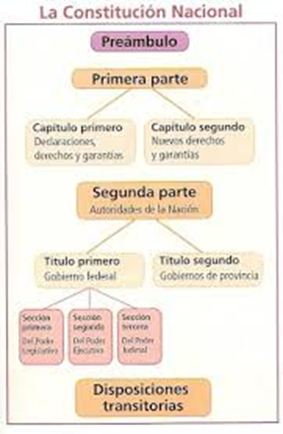 La Constitución Nacional
Preámbulo
Primera parte
Capítulo primero
Declaraciones,
derechos y garantías
Capítulo segundo
Nuevos derechos
y garantías
Segunda parte
Autoridades de la Nación
Título primero
Gobierno federal
Título segundo
Gobiernos de provincia
Sección
primera
Del Poder
Legislativo
Sección
segunda
Del Poder
Ejecutivo
Sección
tercera
Del Poder
Judicial
Disposiciones
transitorias